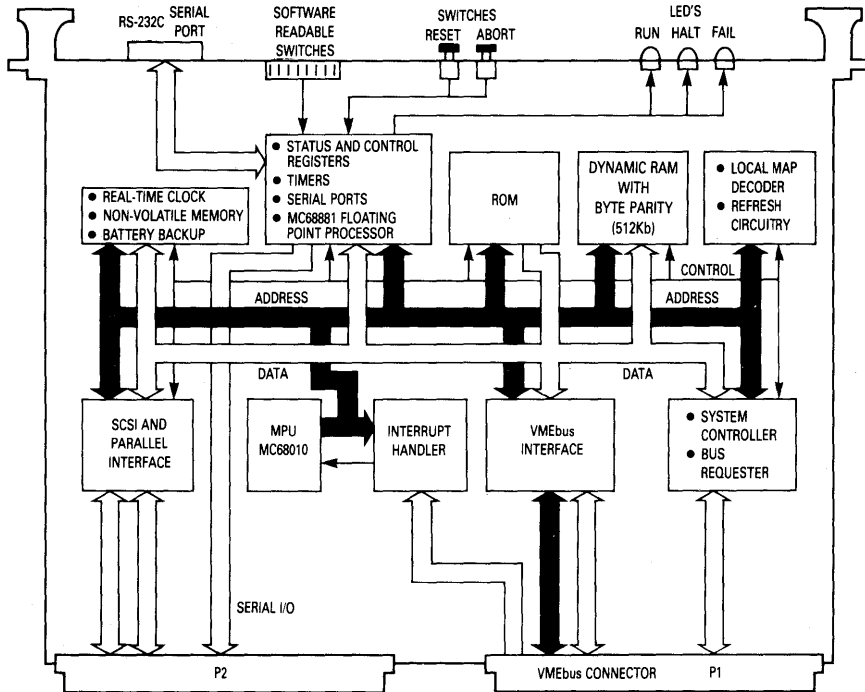 RS-232C
SERIAL
PORT
SOFTWARE
READABLE
SWITCHES
SWITCHES
RESET ABORT
LED'S
RUN HALT FAIL
● REAL-TIME CLOCK
● NON-VOLATILE MEMORY
● BATTERY BACKUP
● STATUS AND CONTROL
REGISTERS
● TIMERS
● SERIAL PORTS
● MC68881 FLOATING
POINT PROCESSOR
ROM
DYNAMIC RAM
WITH
BYTE PARITY
(512Kb)
● LOCAL MAP
DECODER
● REFRESH
CIRCUITRY
CONTROL
ADDRESS
ADDRESS
DATA
DATA
SCSI AND
PARALLEL
INTERFACE
MPU
MC68010
INTERRUPT
HANDLER
VMEbus
INTERFACE
● SYSTEM
CONTROLLER
● BUS
REQUESTER
SERIAL I/O
P2
VMEbus CONNECTOR P1